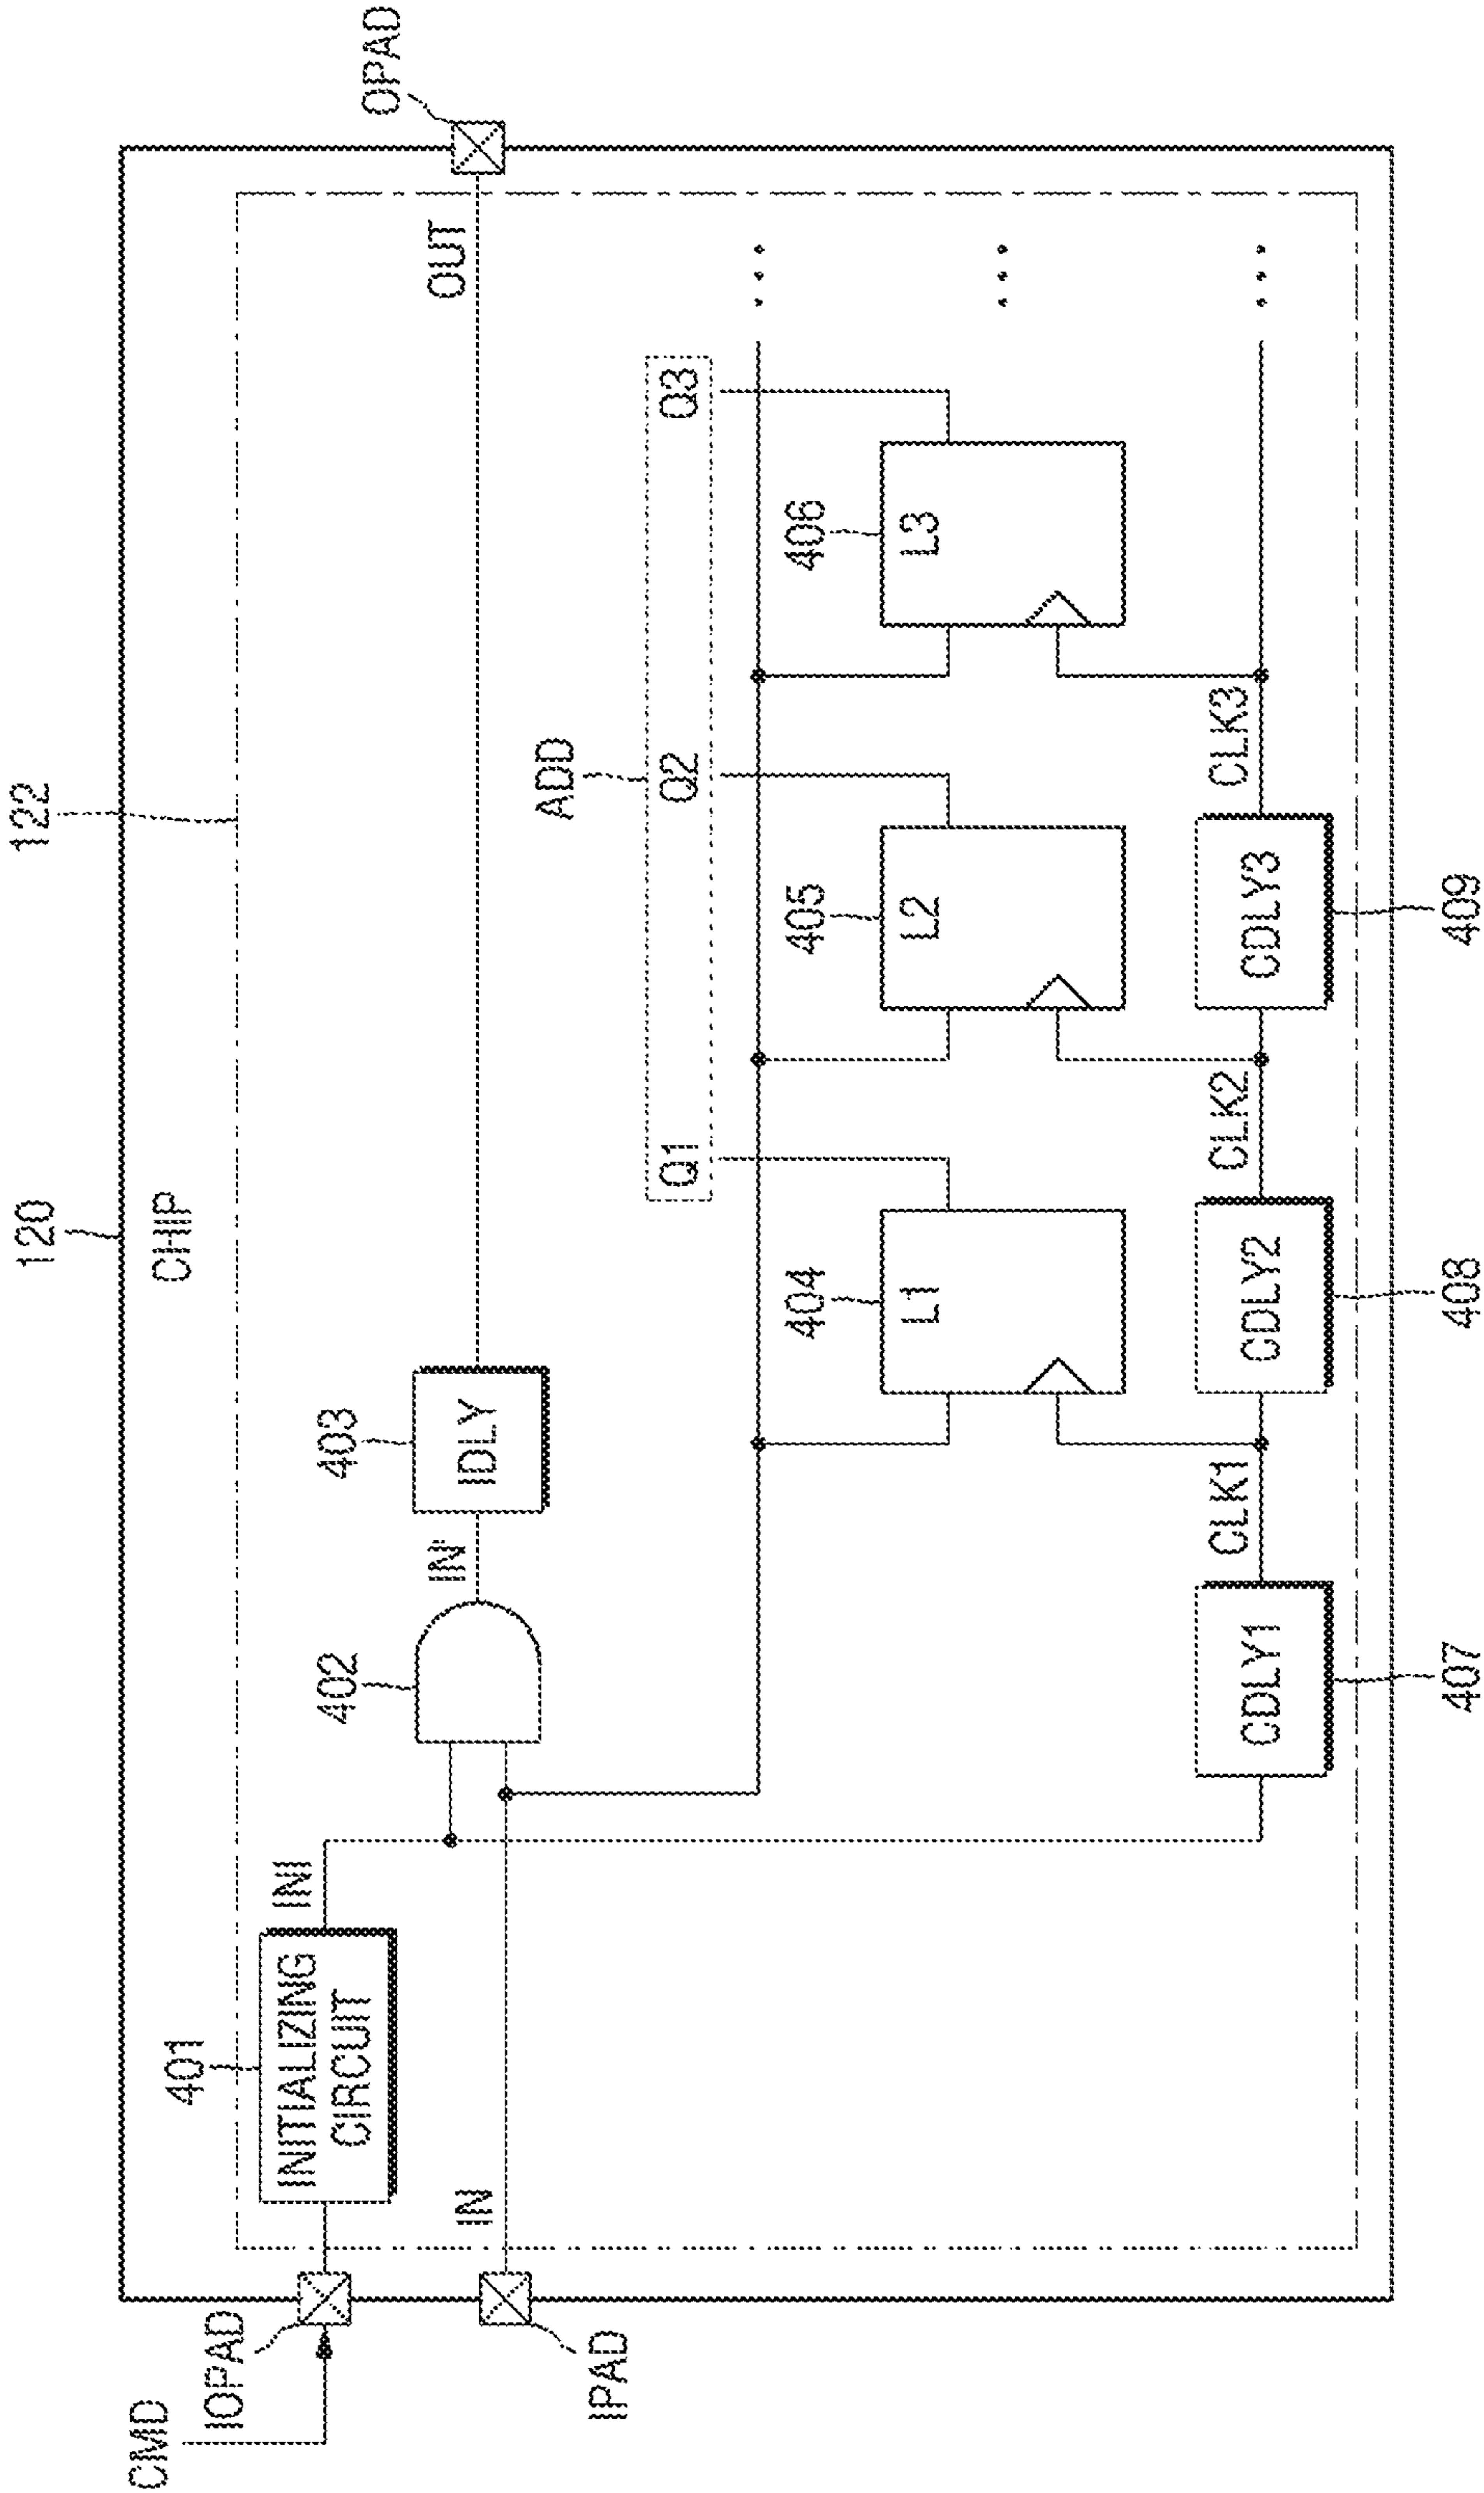 120
122
CHIP
CMD
IOPAD
401
INITIALIZING
CIRCUIT
INI
402
IN'
403
IDLY
OUT
OPAD
IN
IPAD
ADD
Q1
Q2
Q3
404
L1
405
L2
406
L3
CDLY1
CLK1
CDLY2
CLK2
CDLY3
CLK3
407
408
409